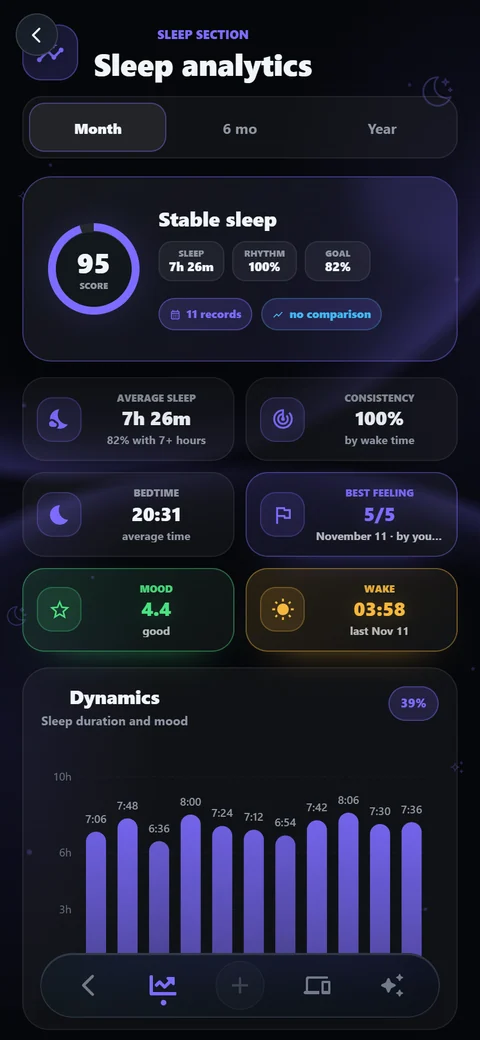 SLEEP SECTION
Sleep analytics
Month
6 mo
Year
Stable sleep
95
SCORE
SLEEP
7h 26m
RHYTHM
100%
GOAL
82%
11 records
no comparison
AVERAGE SLEEP
7h 26m
82% with 7+ hours
CONSISTENCY
100%
by wake time
BEDTIME
20:31
average time
BEST FEELING
5/5
November 11 · by you...
MOOD
4.4
good
WAKE
03:58
last Nov 11
Dynamics
Sleep duration and mood
39%
10h
6h
3h
7:06
7:48
6:36
8:00
7:24
7:12
6:54
7:42
8:06
7:30
7:36